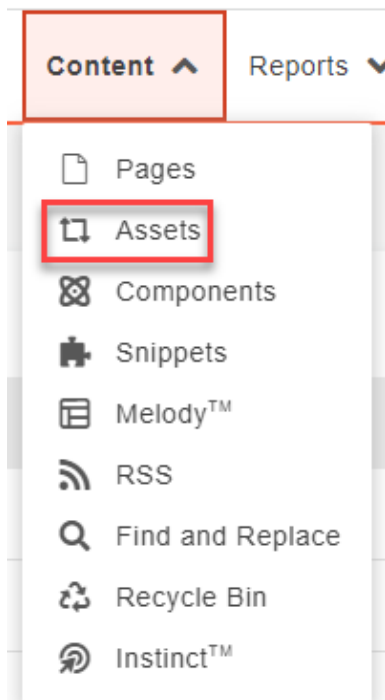 Content Reports
Pages
Assets
Components
Snippets
Melody™
RSS
Find and Replace
Recycle Bin
Instinct™